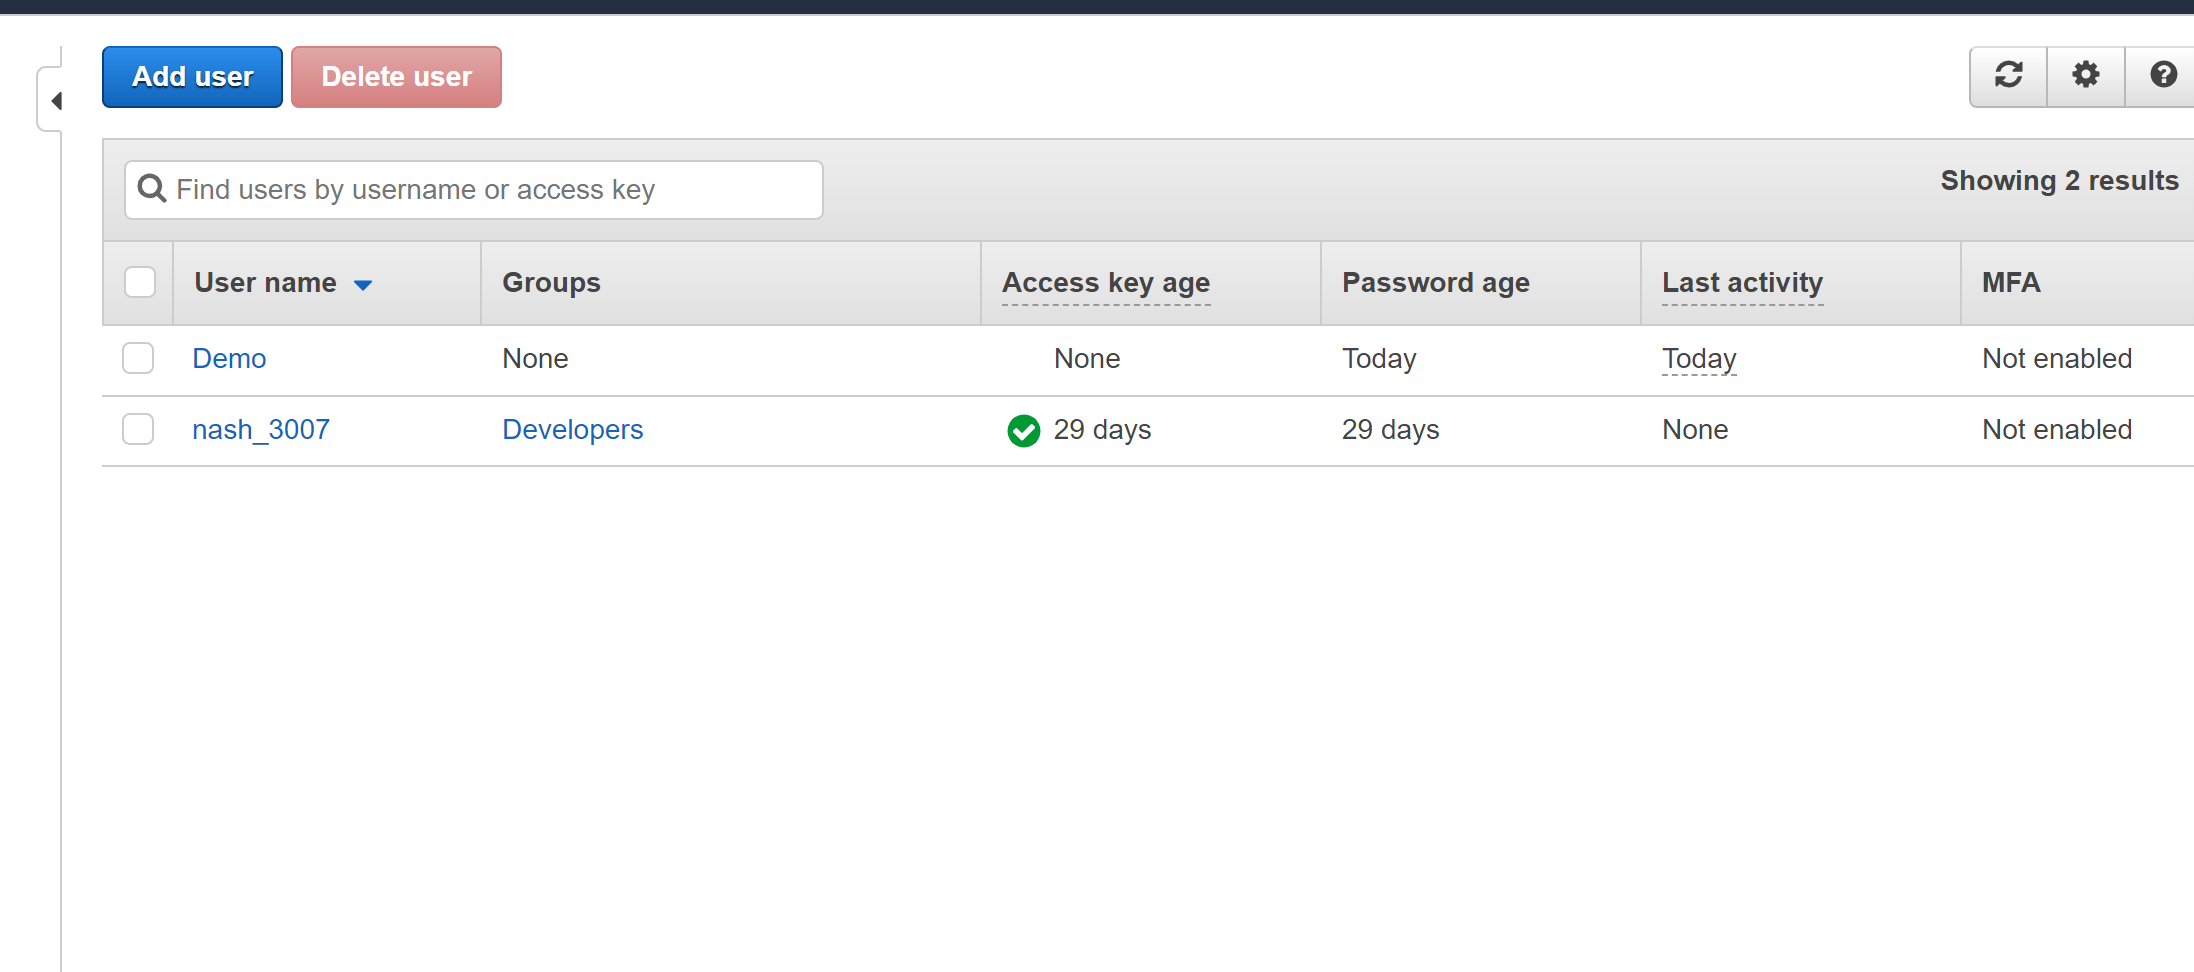 Add user Delete user
Find users by username or access key Showing 2 results
User name Groups Access key age Password age Last activity MFA
Demo None None Today Today Not enabled
nash_3007 Developers 29 days 29 days None Not enabled